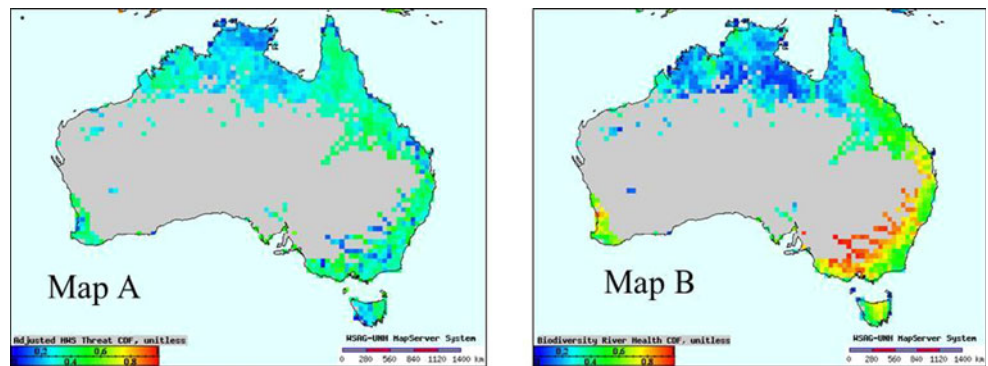 Map A
Adjusted HWS Threat CDF, unitless
0.2 0.6
0.4 0.8
WSAG-UNH MapServer System
0 280 560 840 1120 1400 km
Map B
Biodiversity River Health CDF, unitless
0.2 0.6
0.4 0.8
WSAG-UNH MapServer System
0 280 560 840 1120 1400 km